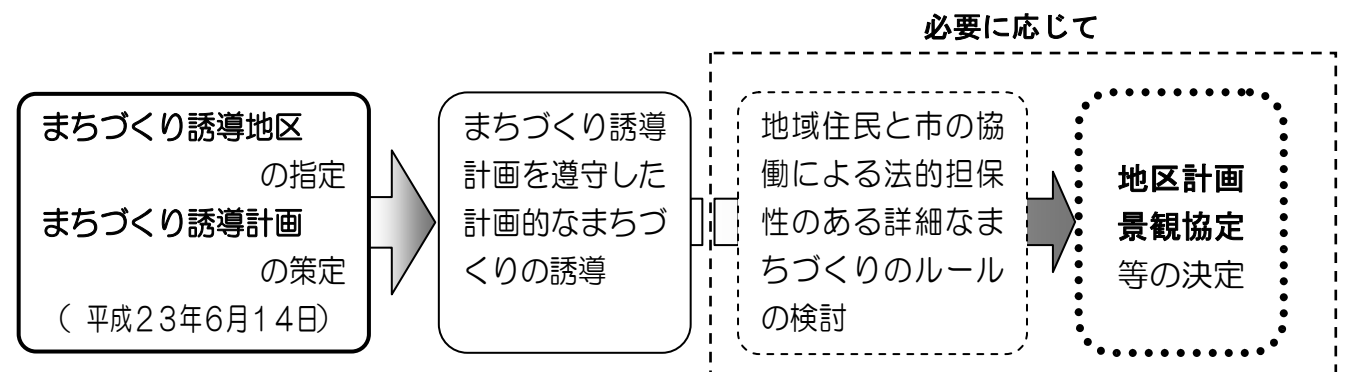 必要に応じて
まちづくり誘導地区
の指定
まちづくり誘導計画
の策定
（ 平成２３年６月１４日）
まちづくり誘導
計画を遵守した
計画的なまちづ
くりの誘導
地域住民と市の協
働による法的担保
性のある詳細なま
ちづくりのルール
の検討
地区計画
景観協定
等の決定